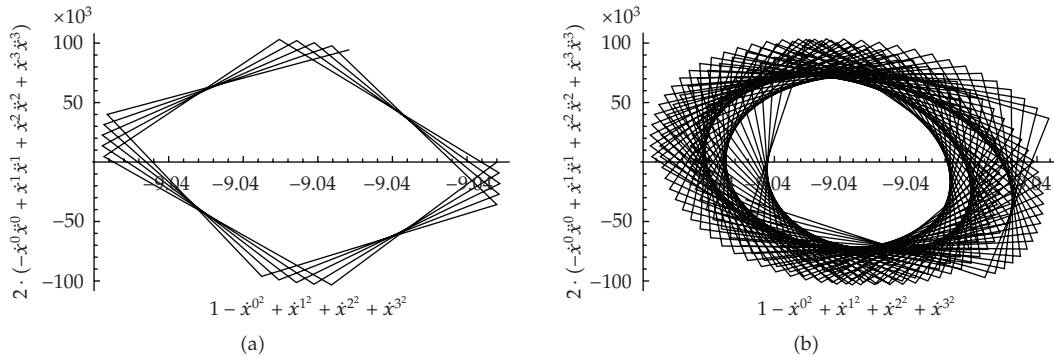 ×10³
100
50
−50
−100
−9.04 −9.04 −9.04 −9.04 −9.04
2 · (−ẋ⁰ẍ⁰ + ẋ¹ẍ¹ + ẋ²ẍ² + ẋ³ẍ³)
1 − ẋ⁰² + ẋ¹² + ẋ²² + ẋ³²
(a)
×10³
100
50
−50
−100
−9.04 −9.04 −9.04
2 · (−ẋ⁰ẍ⁰ + ẋ¹ẍ¹ + ẋ²ẍ² + ẋ³ẍ³)
1 − ẋ⁰² + ẋ¹² + ẋ²² + ẋ³²
(b)